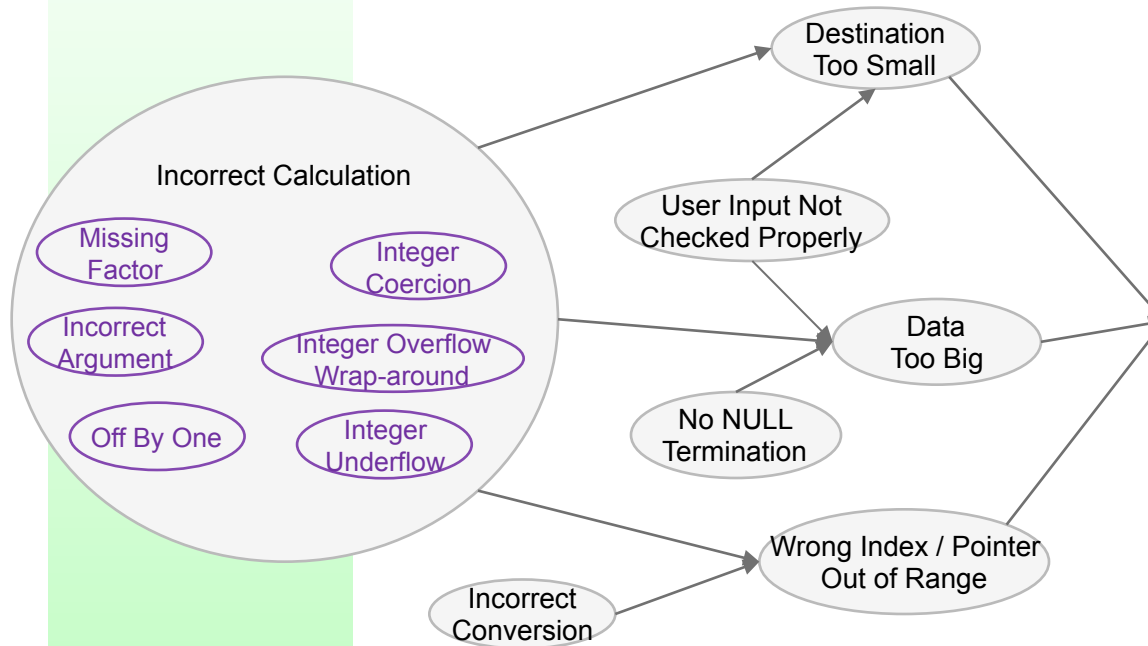 Destination
Too Small
Incorrect Calculation
User Input Not
Checked Properly
Missing
Factor
Integer
Coercion
Incorrect
Argument
Integer Overflow
Wrap-around
Data
Too Big
Off By One
Integer
Underflow
No NULL
Termination
Wrong Index / Pointer
Out of Range
Incorrect
Conversion